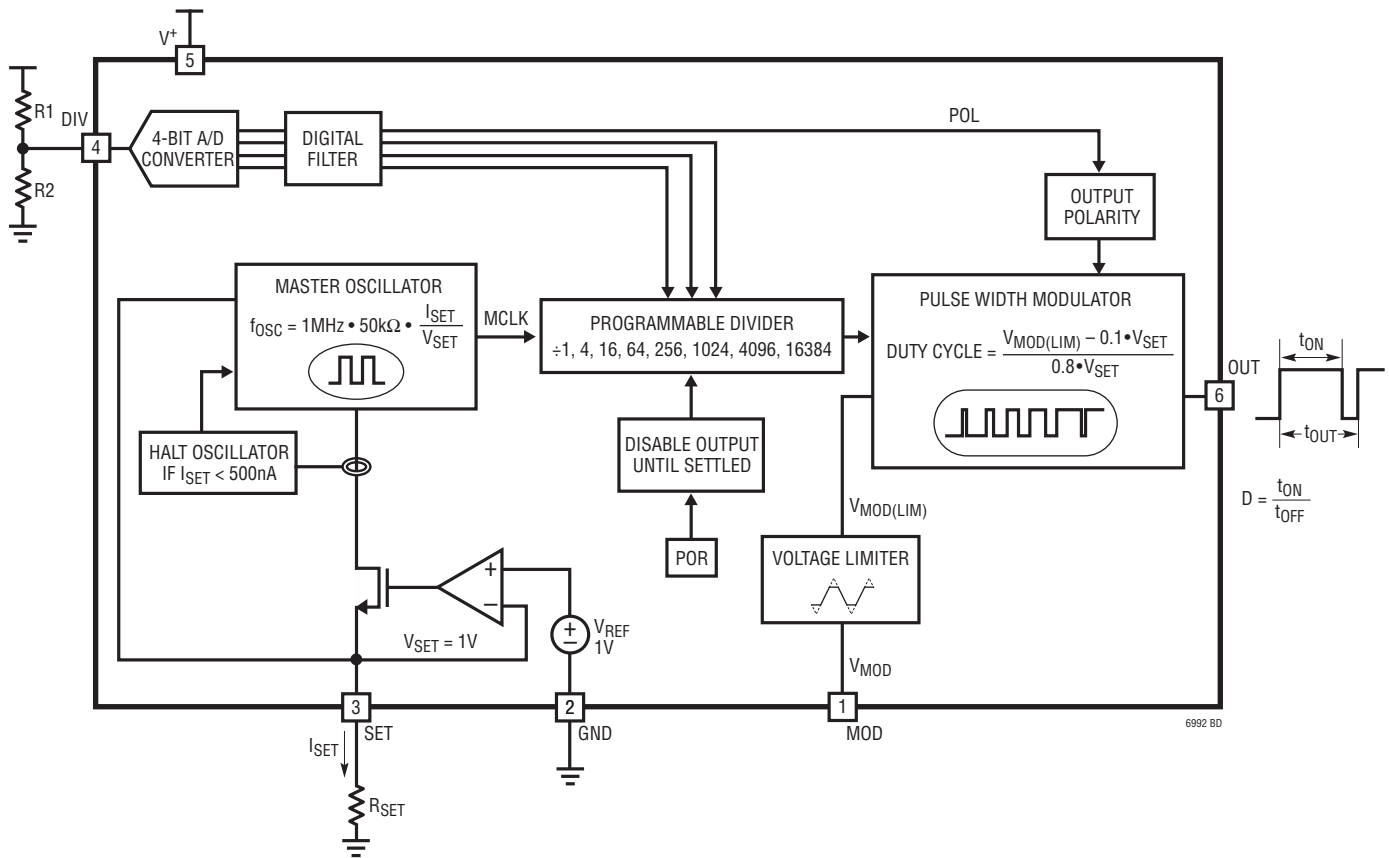 V+
5
R1
DIV
4
R2
4-BIT A/D
CONVERTER
DIGITAL
FILTER
POL
OUTPUT
POLARITY
MASTER OSCILLATOR
fOSC = 1MHz • 50kΩ • ISET / VSET
MCLK
PROGRAMMABLE DIVIDER
÷1, 4, 16, 64, 256, 1024, 4096, 16384
PULSE WIDTH MODULATOR
DUTY CYCLE = VMOD(LIM) – 0.1•VSET / 0.8•VSET
OUT
6
tON
tOUT
D = tON / tOFF
HALT OSCILLATOR
IF ISET < 500nA
DISABLE OUTPUT
UNTIL SETTLED
POR
VMOD(LIM)
VOLTAGE LIMITER
VMOD
+
–
VSET = 1V
+
–
VREF
1V
3
SET
2
GND
1
MOD
6992 BD
ISET
RSET